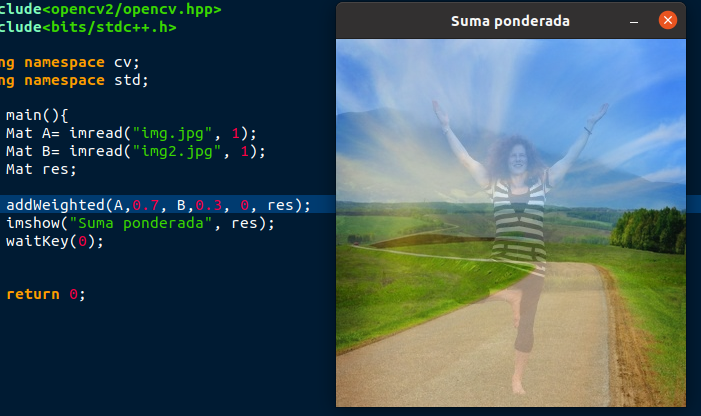 clude<opencv2/opencv.hpp>
clude<bits/stdc++.h>
ng namespace cv;
ng namespace std;
main(){
Mat A= imread("img.jpg", 1);
Mat B= imread("img2.jpg", 1);
Mat res;
addWeighted(A,0.7, B,0.3, 0, res);
imshow("Suma ponderada", res);
waitKey(0);
return 0;
Suma ponderada